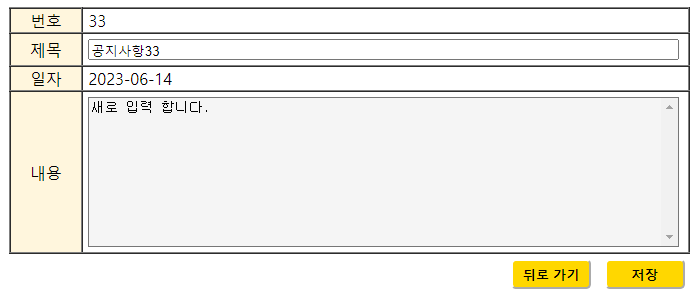 번호 33
제목 공지사항33
일자 2023-06-14
내용 새로 입력 합니다.
뒤로 가기 저장